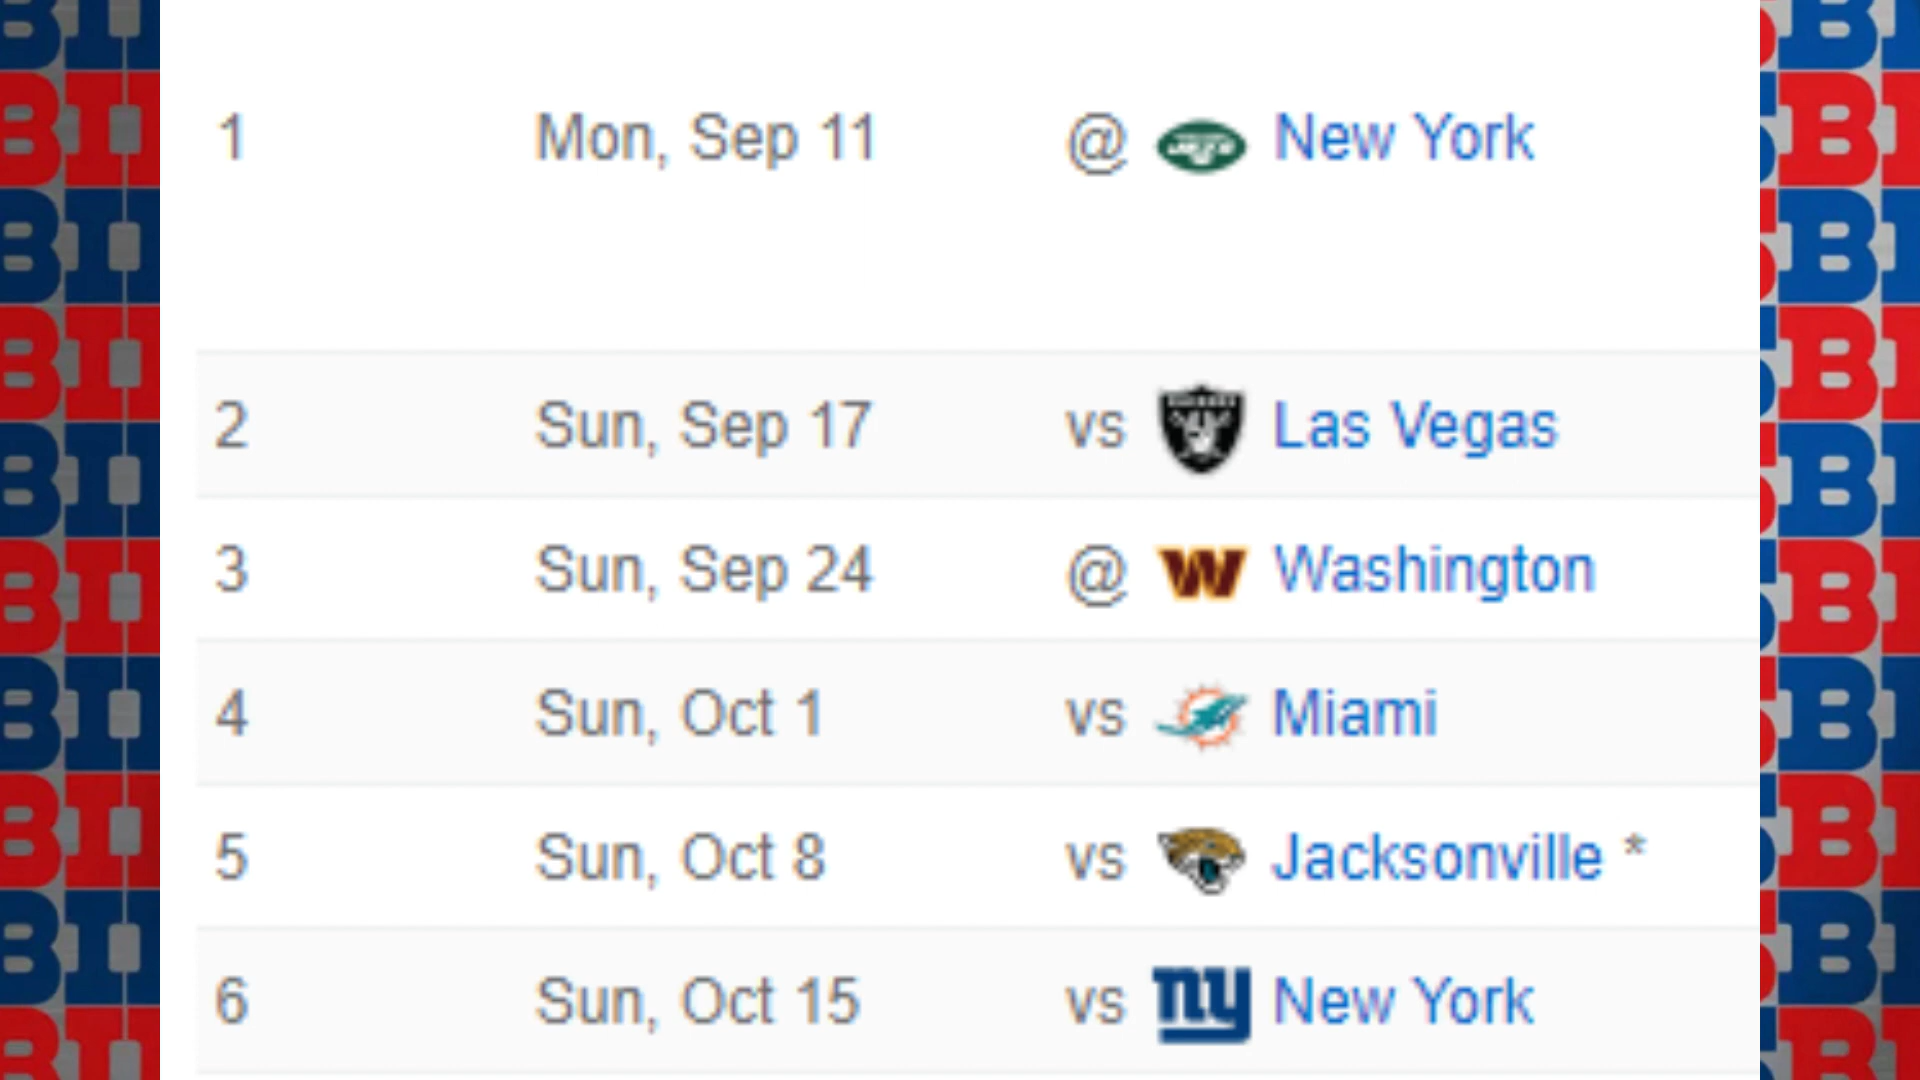 1 Mon, Sep 11 @ JETS New York
2 Sun, Sep 17 vs RAIDERS Las Vegas
3 Sun, Sep 24 @ W Washington
4 Sun, Oct 1 vs Miami
5 Sun, Oct 8 vs Jacksonville *
6 Sun, Oct 15 vs ny New York